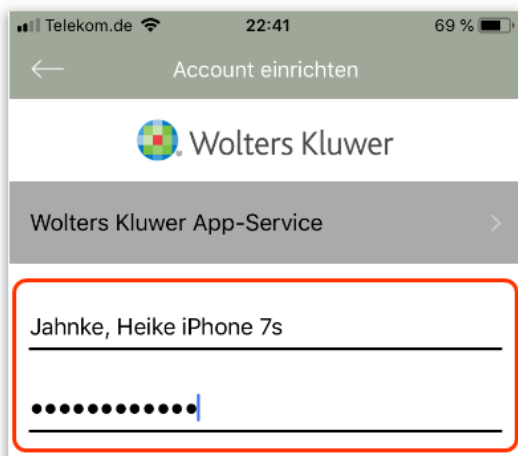 Telekom.de 22:41 69 %
Account einrichten
Wolters Kluwer
Wolters Kluwer App-Service
Jahnke, Heike iPhone 7s
••••••••••••